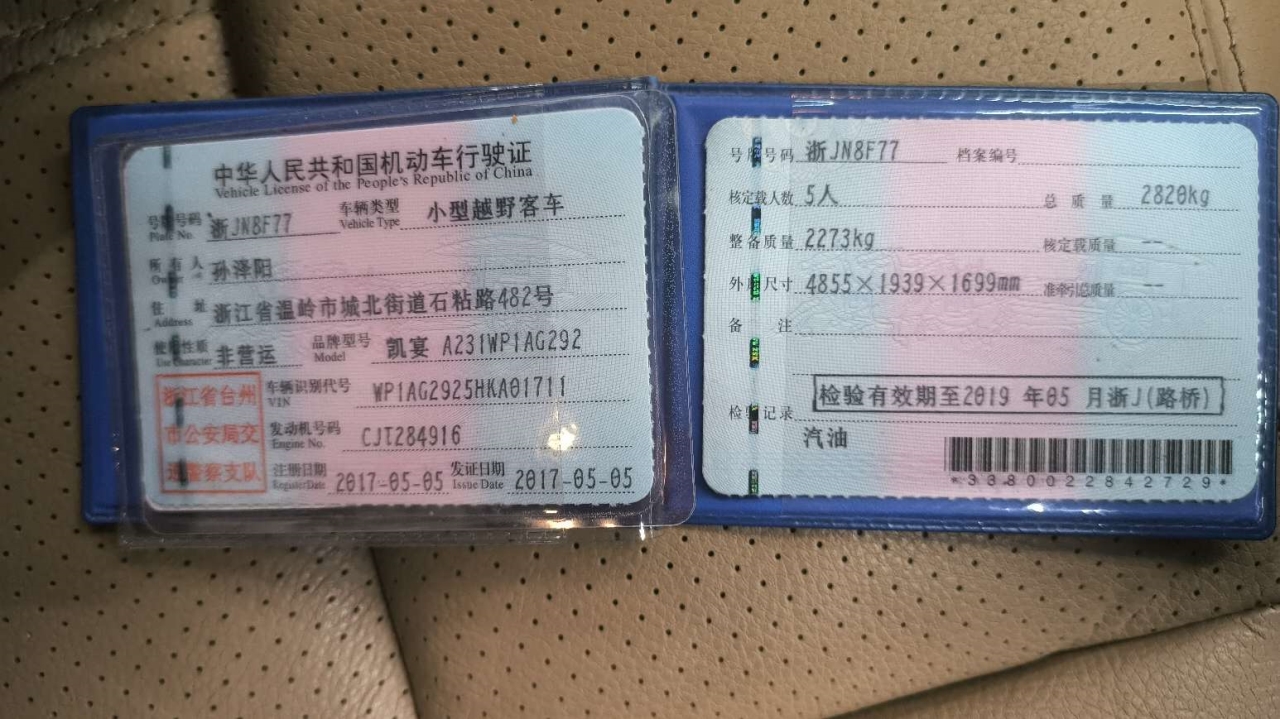 中华人民共和国机动车行驶证
Vehicle License of the People's Republic of China
号牌号码 浙JN8F77 车辆类型 小型越野客车
Plate No. Vehicle Type
所有人 孙泽阳
Owner
住址 浙江省温岭市城北街道石粘路482号
Address
使用性质 非营运 品牌型号 凯宴 A231WP1AG292
Use Character Model
浙江省台州
市公安局交
通警察支队
车辆识别代号 WP1AG2925HKA01711
VIN
发动机号码 CJT284916
Engine No.
注册日期 2017-05-05 发证日期 2017-05-05
Register Date Issue Date
号牌号码 浙JN8F77 档案编号
核定载人数 5人 总质量 2820kg
整备质量 2273kg 核定载质量 --
外廓尺寸 4855×1939×1699mm 准牵引总质量 --
备注
检验有效期至2019 年05 月浙J(路桥)
检验记录
汽油
*3380022842729*